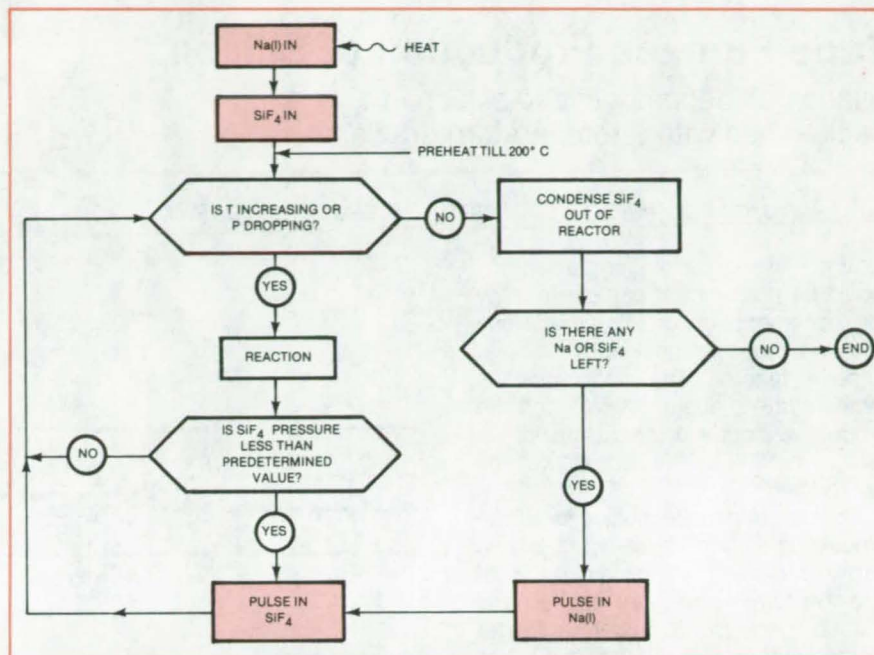 Na(l) IN
HEAT
SiF₄ IN
PREHEAT TILL 200° C
IS T INCREASING OR
P DROPPING?
NO
CONDENSE SiF₄
OUT OF
REACTOR
YES
IS THERE ANY
Na OR SiF₄
LEFT?
NO
END
REACTION
IS SiF₄ PRESSURE
LESS THAN
PREDETERMINED
VALUE?
NO
YES
YES
PULSE IN
SiF₄
PULSE IN
Na(l)